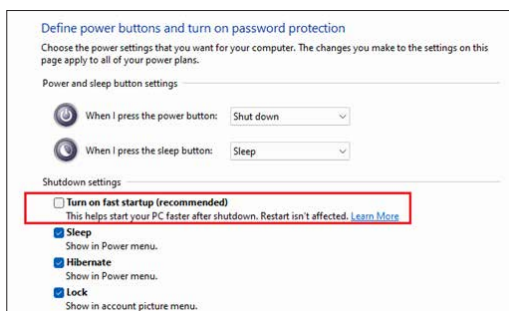 Define power buttons and turn on password protection
Choose the power settings that you want for your computer. The changes you make to the settings on this
page apply to all of your power plans.
Power and sleep button settings
When I press the power button: Shut down
When I press the sleep button: Sleep
Shutdown settings
Turn on fast startup (recommended)
This helps start your PC faster after shutdown. Restart isn't affected. Learn More
Sleep
Show in Power menu.
Hibernate
Show in Power menu.
Lock
Show in account picture menu.